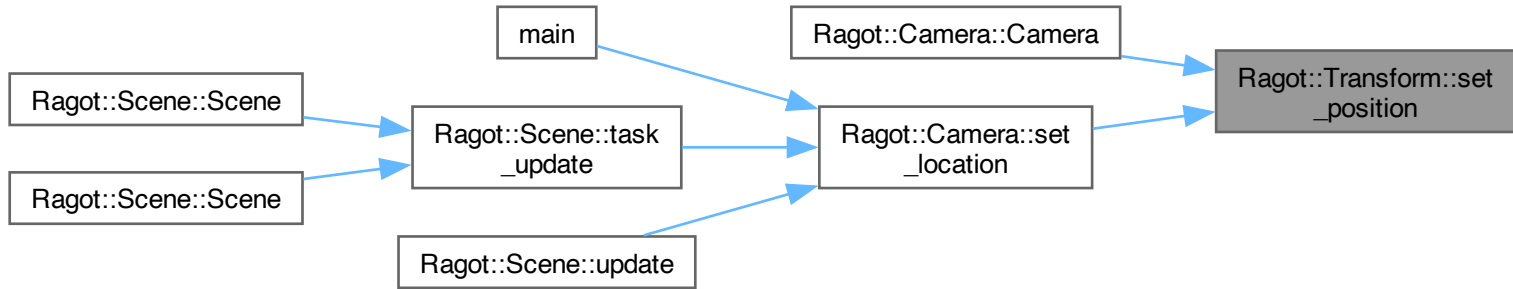 main
Ragot::Camera::Camera
Ragot::Transform::set
_position
Ragot::Scene::Scene
Ragot::Scene::task
_update
Ragot::Camera::set
_location
Ragot::Scene::Scene
Ragot::Scene::update